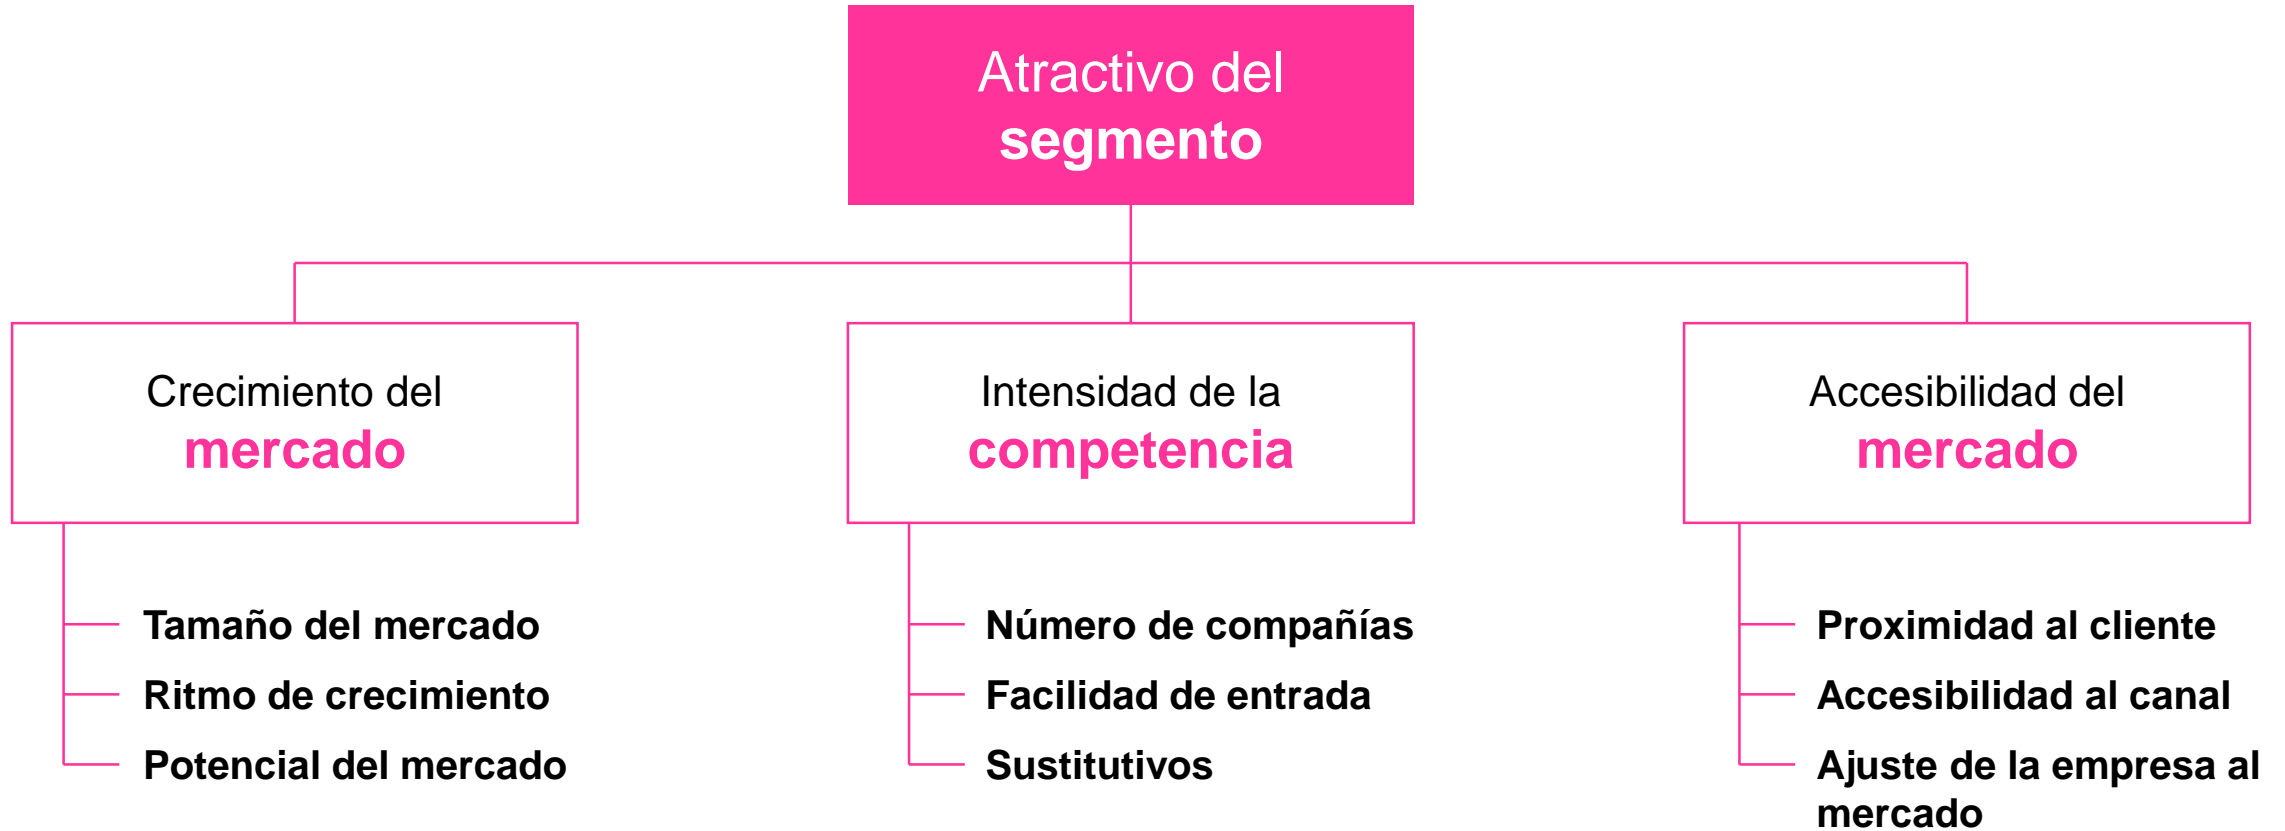 Atractivo del
segmento
Crecimiento del
mercado
Intensidad de la
competencia
Accesibilidad del
mercado
Tamaño del mercado
Ritmo de crecimiento
Potencial del mercado
Número de compañías
Facilidad de entrada
Sustitutivos
Proximidad al cliente
Accesibilidad al canal
Ajuste de la empresa al
mercado